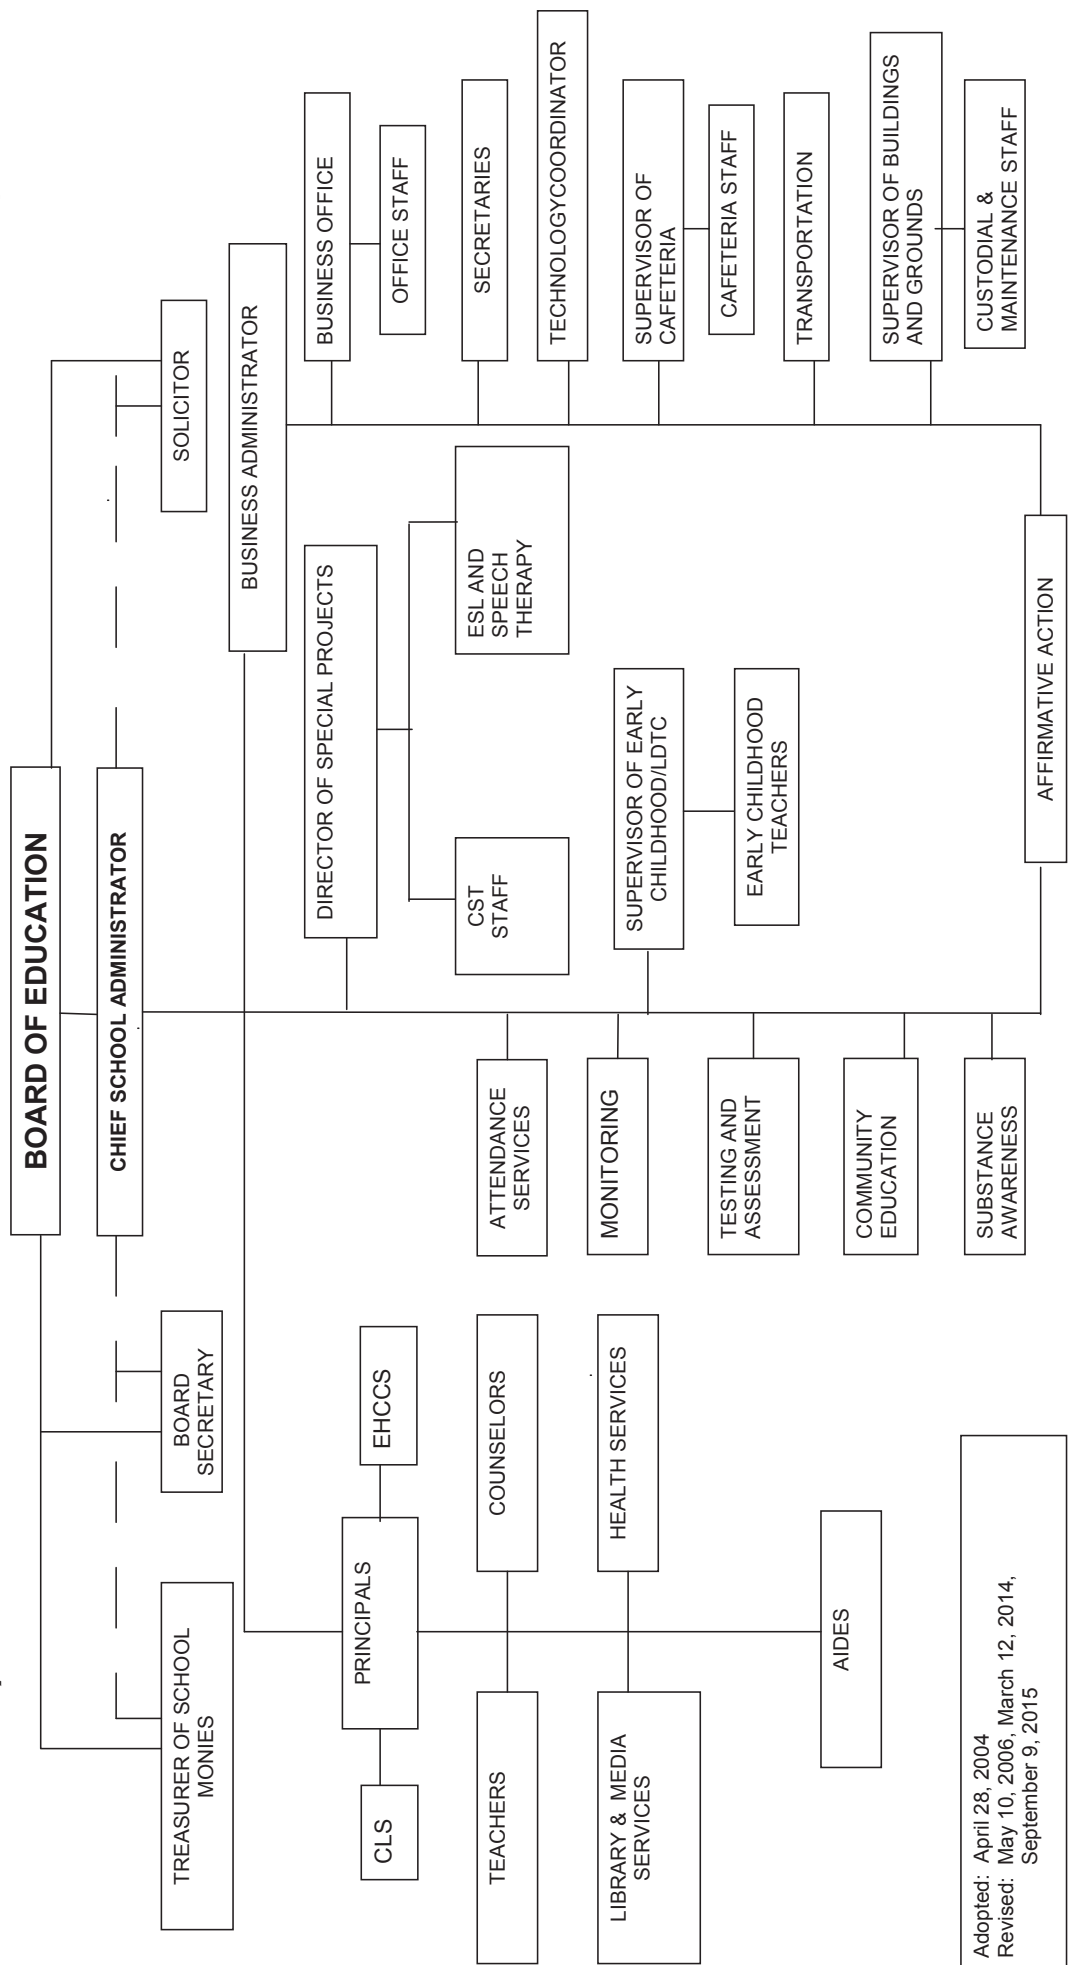 BOARD OF EDUCATION
CHIEF SCHOOL ADMINISTRATOR
TREASURER OF SCHOOL
MONIES
BOARD
SECRETARY
SOLICITOR
BUSINESS ADMINISTRATOR
PRINCIPALS
CLS
EHCCS
TEACHERS
COUNSELORS
LIBRARY & MEDIA
SERVICES
HEALTH SERVICES
AIDES
DIRECTOR OF SPECIAL PROJECTS
CST
STAFF
ESL AND
SPEECH
THERAPY
ATTENDANCE
SERVICES
MONITORING
SUPERVISOR OF EARLY
CHILDHOOD/LDTC
EARLY CHILDHOOD
TEACHERS
TESTING AND
ASSESSMENT
COMMUNITY
EDUCATION
SUBSTANCE
AWARENESS
BUSINESS OFFICE
OFFICE STAFF
SECRETARIES
TECHNOLOGYCOORDINATOR
SUPERVISOR OF
CAFETERIA
CAFETERIA STAFF
TRANSPORTATION
SUPERVISOR OF BUILDINGS
AND GROUNDS
CUSTODIAL &
MAINTENANCE STAFF
AFFIRMATIVE ACTION
Adopted: April 28, 2004
Revised: May 10, 2006, March 12, 2014,
September 9, 2015